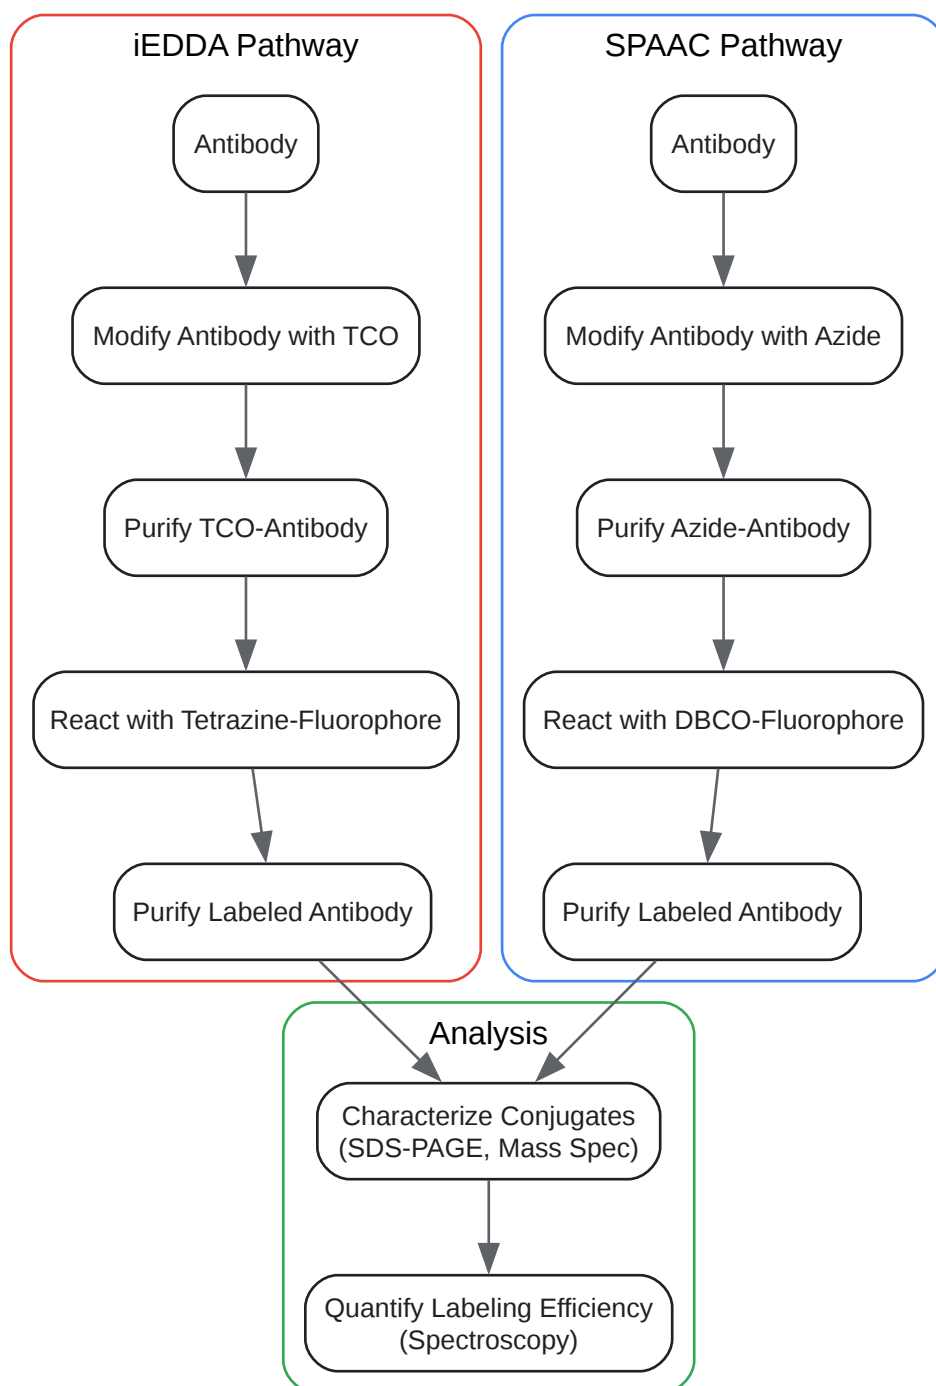 iEDDA Pathway
Antibody
Modify Antibody with TCO
Purify TCO-Antibody
React with Tetrazine-Fluorophore
Purify Labeled Antibody
SPAAC Pathway
Antibody
Modify Antibody with Azide
Purify Azide-Antibody
React with DBCO-Fluorophore
Purify Labeled Antibody
Analysis
Characterize Conjugates
(SDS-PAGE, Mass Spec)
Quantify Labeling Efficiency
(Spectroscopy)